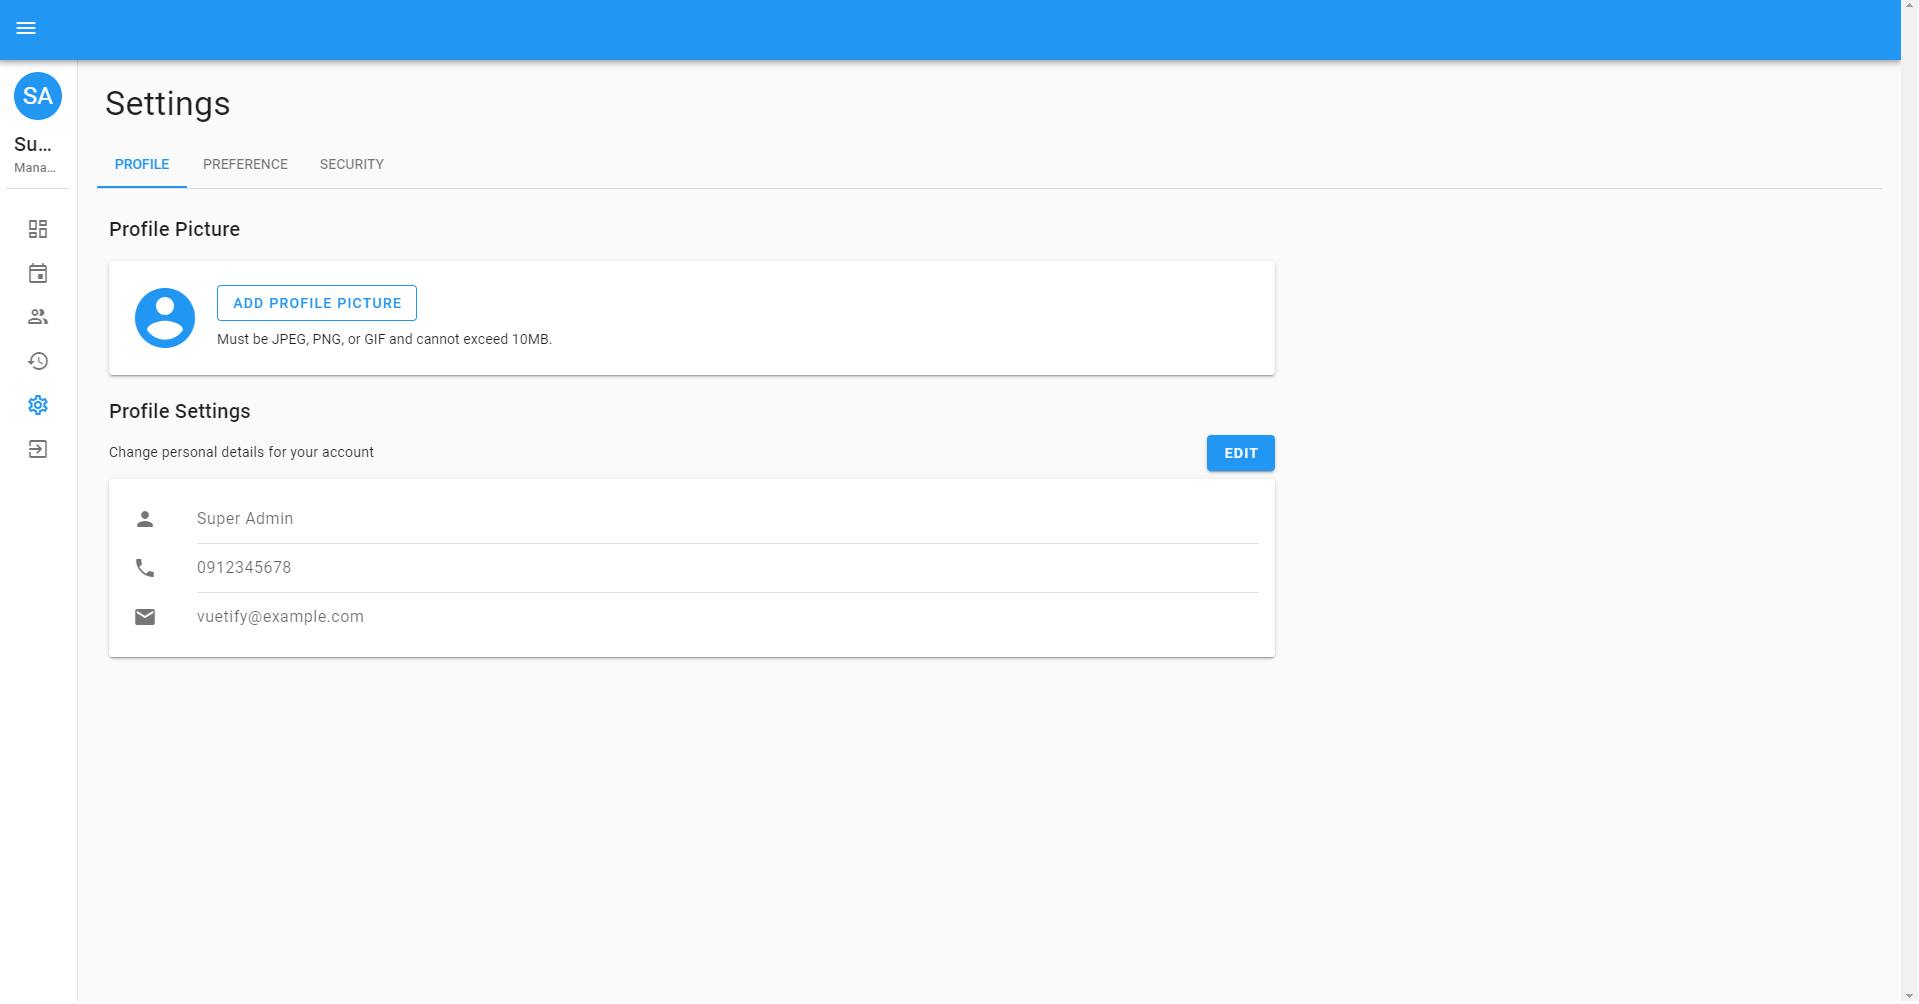 SA
Su...
Mana...
Settings
PROFILE PREFERENCE SECURITY
Profile Picture
ADD PROFILE PICTURE
Must be JPEG, PNG, or GIF and cannot exceed 10MB.
Profile Settings
Change personal details for your account
EDIT
Super Admin
0912345678
vuetify@example.com